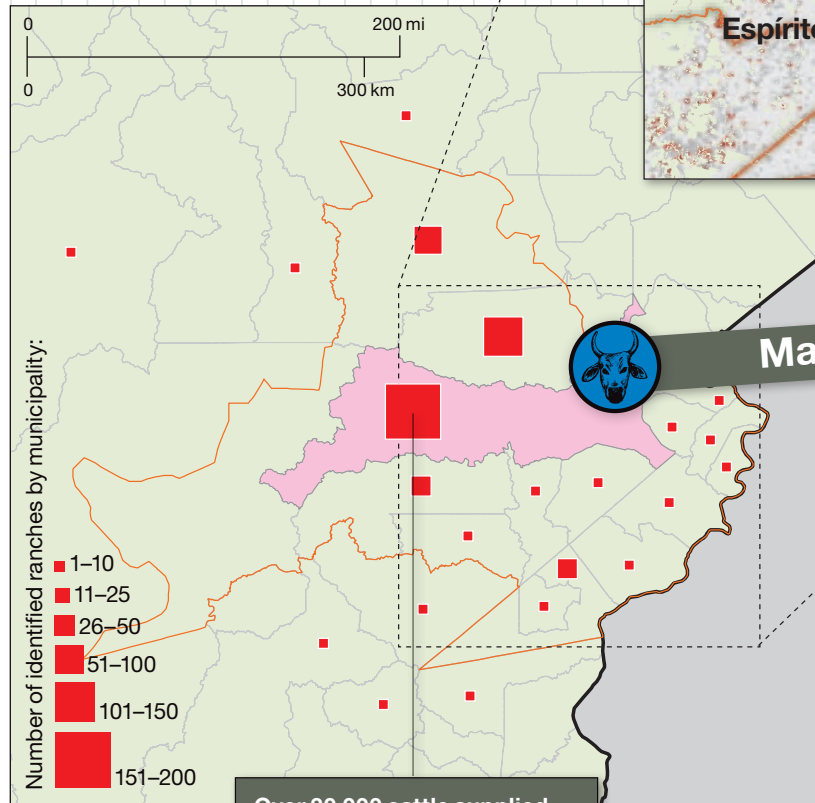 0 200 mi
0 300 km
Espírito
Ma
Number of identified ranches by municipality:
1–10
11–25
26–50
51–100
101–150
151–200